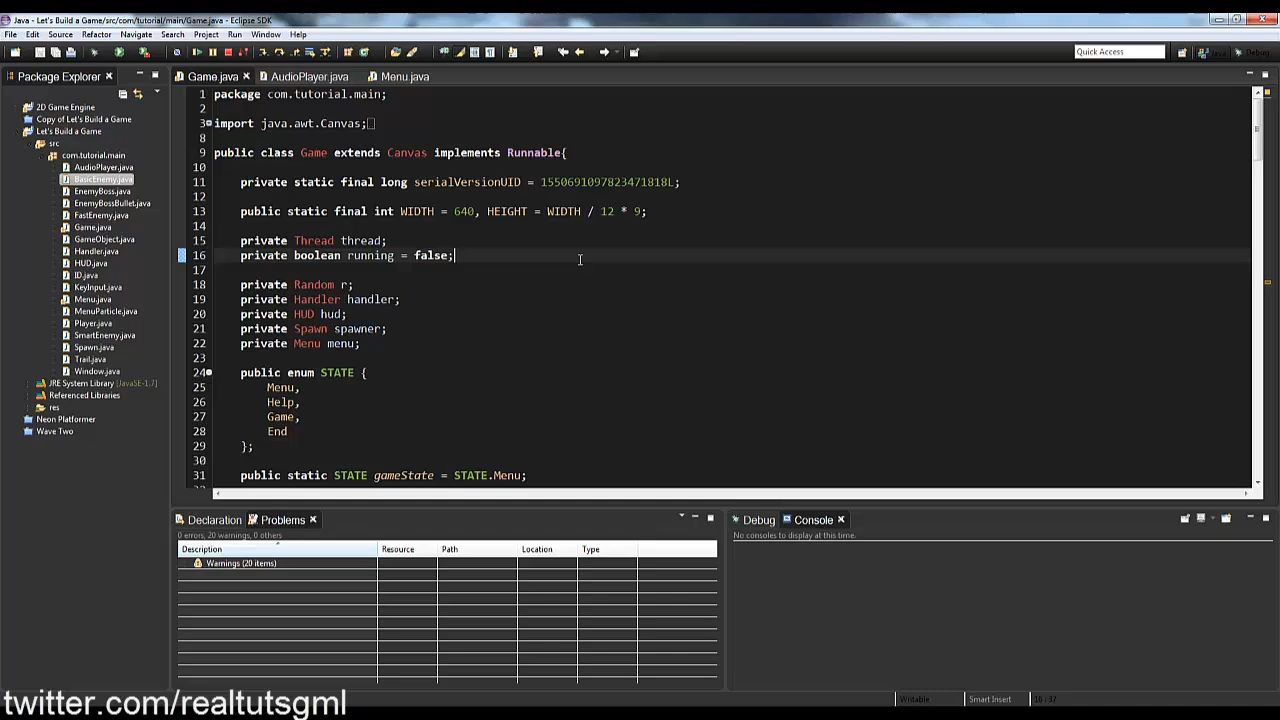 Java - Let's Build a Game/src/com/tutorial/main/Game.java - Eclipse SDK
File Edit Source Refactor Navigate Search Project Run Window Help
Quick Access
Java
Debug
Package Explorer
Game.java
AudioPlayer.java
Menu.java
2D Game Engine
Copy of Let's Build a Game
Let's Build a Game
src
com.tutorial.main
AudioPlayer.java
BasicEnemy.java
EnemyBoss.java
EnemyBossBullet.java
FastEnemy.java
Game.java
GameObject.java
Handler.java
HUD.java
ID.java
KeyInput.java
Menu.java
MenuParticle.java
Player.java
SmartEnemy.java
Spawn.java
Trail.java
Window.java
JRE System Library [JavaSE-1.7]
Referenced Libraries
res
Neon Platformer
Wave Two
1 package com.tutorial.main;
2
3 import java.awt.Canvas;
8
9 public class Game extends Canvas implements Runnable{
10
11 private static final long serialVersionUID = 1550691097823471818L;
12
13 public static final int WIDTH = 640, HEIGHT = WIDTH / 12 * 9;
14
15 private Thread thread;
16 private boolean running = false;
17
18 private Random r;
19 private Handler handler;
20 private HUD hud;
21 private Spawn spawner;
22 private Menu menu;
23
24 public enum STATE {
25 Menu,
26 Help,
27 Game,
28 End
29 };
30
31 public static STATE gameState = STATE.Menu;
Declaration
Problems
0 errors, 20 warnings, 0 others
Description Resource Path Location Type
Warnings (20 items)
Debug
Console
No consoles to display at this time.
Writable
Smart Insert
16 : 37
twitter.com/realtutsgml